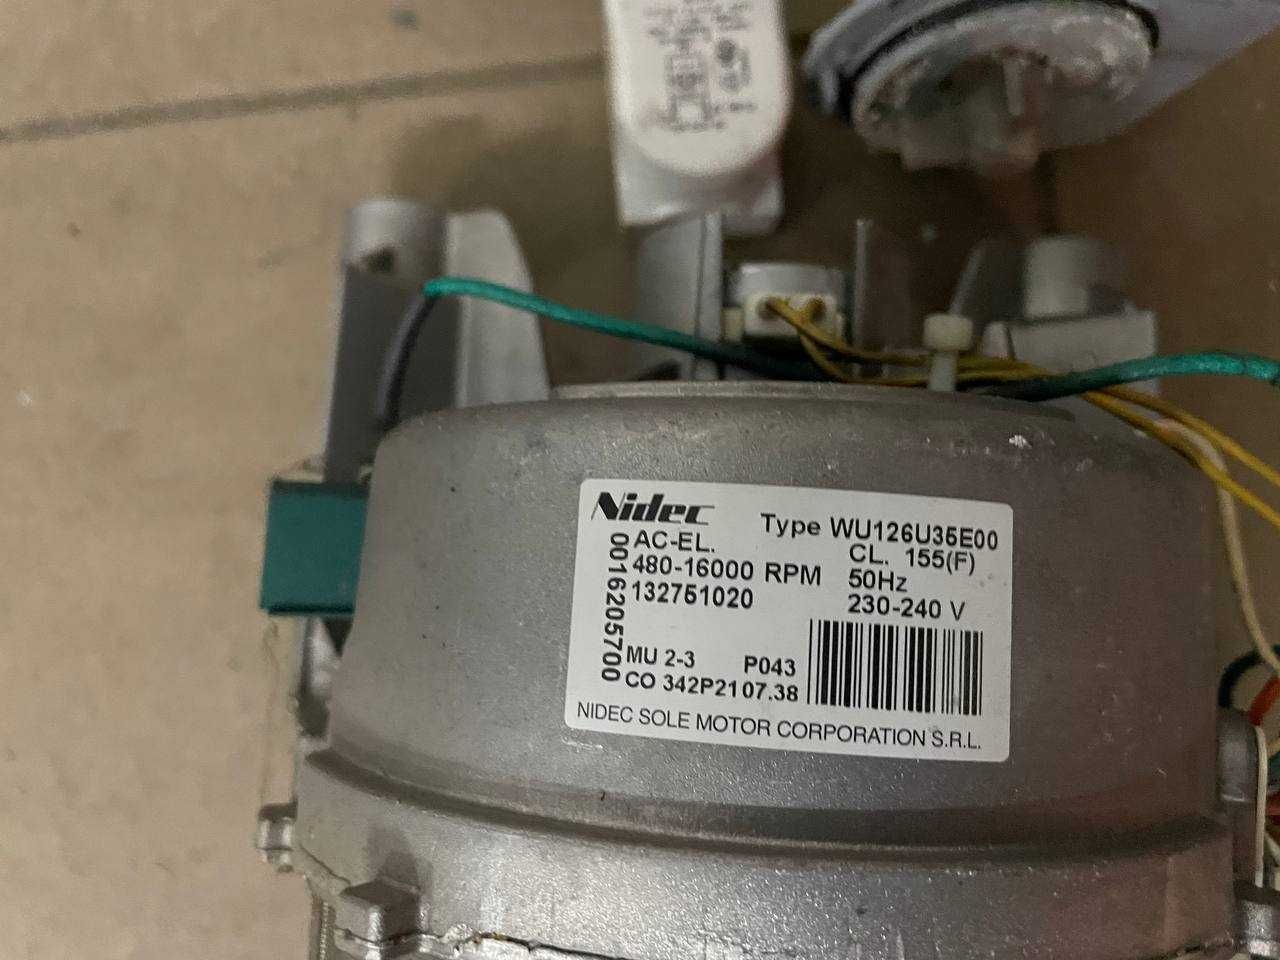 Nidec Type WU126U35E00
AC-EL. CL. 155(F)
480-16000 RPM 50Hz
132751020 230-240 V
0016205700
MU 2-3 P043
CO 342P21 07.38
NIDEC SOLE MOTOR CORPORATION S.R.L.